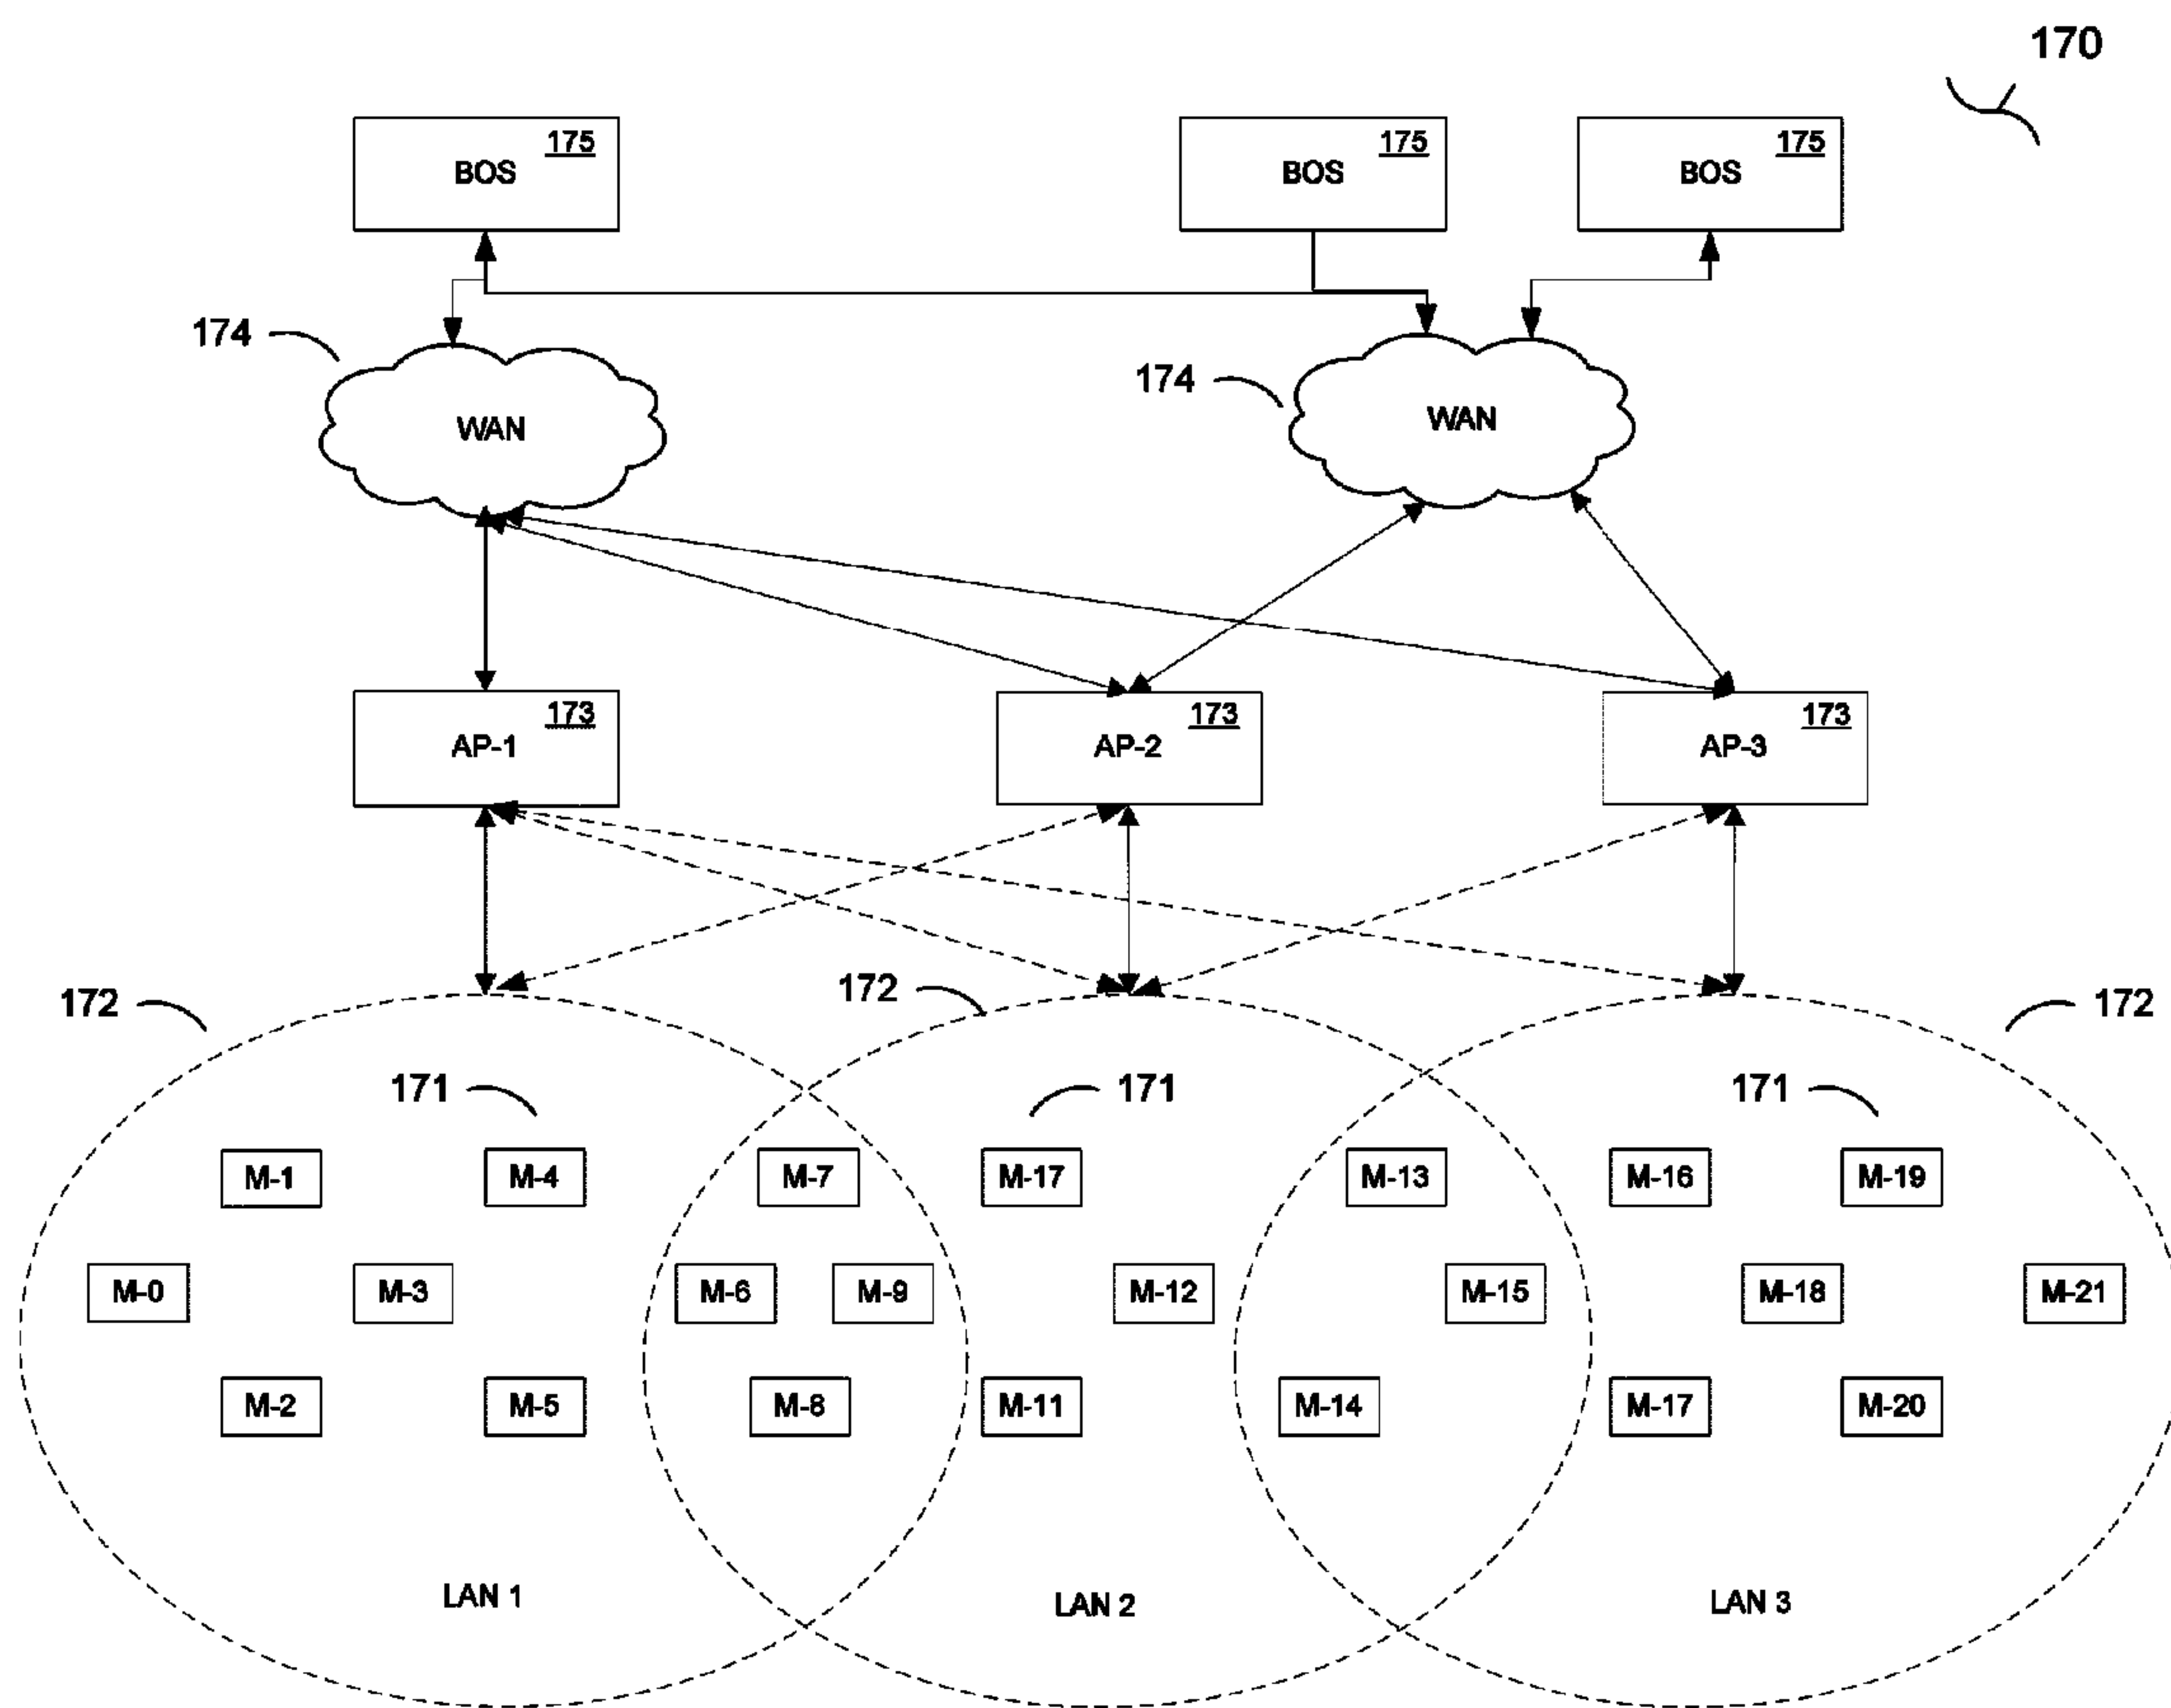 170
175 175 175
BOS BOS BOS
174 174
WAN WAN
173 173 173
AP-1 AP-2 AP-3
172 172 172
171 171 171
M-1 M-4 M-7 M-17 M-13 M-16 M-19
M-0 M-3 M-6 M-9 M-12 M-15 M-18 M-21
M-2 M-5 M-8 M-11 M-14 M-17 M-20
LAN 1 LAN 2 LAN 3